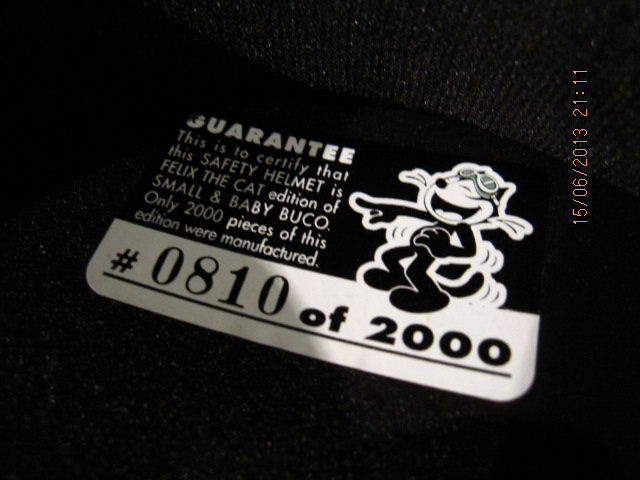 GUARANTEE
This is to certify that
this SAFETY HELMET is
FELIX THE CAT edition of
SMALL & BABY BUCO.
Only 2000 pieces of this
edition were manufactured.
# 0810 of 2000
15/06/2013 21:11